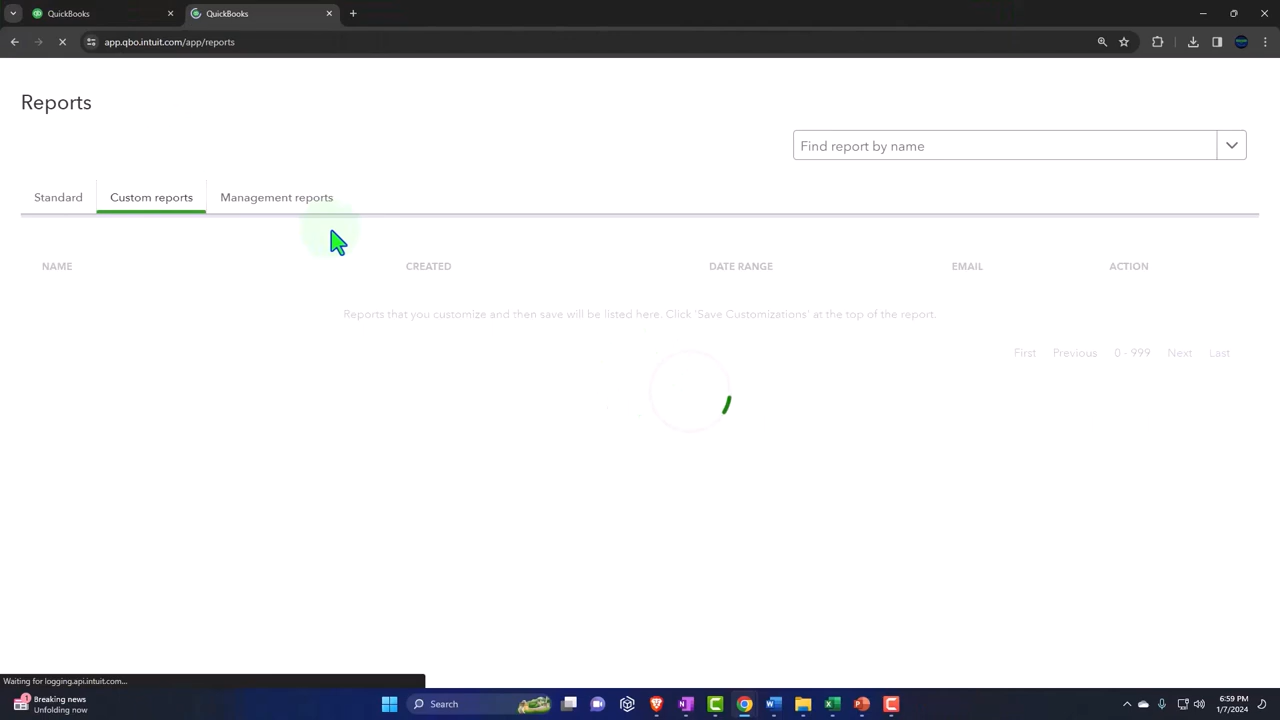 QuickBooks
QuickBooks
app.qbo.intuit.com/app/reports
Reports
Find report by name
Standard
Custom reports
Management reports
NAME
CREATED
DATE RANGE
EMAIL
ACTION
Reports that you customize and then save will be listed here. Click 'Save Customizations' at the top of the report.
First Previous 0 - 999 Next Last
Waiting for logging.api.intuit.com...
1
Breaking news
Unfolding now
Search
6:59 PM
1/7/2024